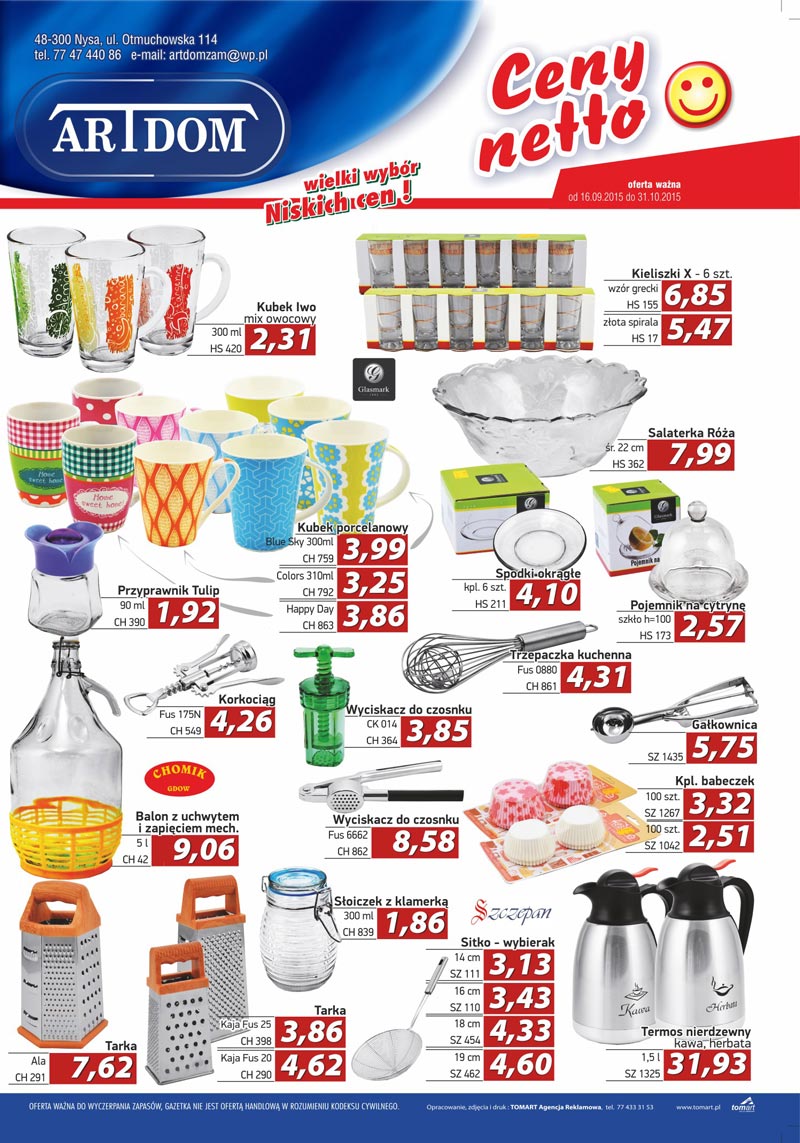 48-300 Nysa, ul. Otmuchowska 114
tel. 77 47 440 86 e-mail: artdomzam@wp.pl
ARTDOM
Ceny
netto
wielki wybór
Niskich cen !
oferta ważna
od 16.09.2015 do 31.10.2015
Kubek Iwo
mix owocowy
300 ml
HS 420
2,31
Kieliszki X - 6 szt.
wzór grecki
HS 155
6,85
złota spirala
HS 17
5,47
Glasmark
Salaterka Róża
śr. 22 cm
HS 362
7,99
Home
sweet home
Home
sweet home
Kubek porcelanowy
Blue Sky 300ml
CH 759
3,99
Colors 310ml
CH 792
3,25
Happy Day
CH 863
3,86
Przyprawnik Tulip
90 ml
CH 390
1,92
Spodki okrągłe
kpl. 6 szt.
HS 211
4,10
Glasmark
Pojemnik na
Pojemnik na cytrynę
szkło h=100
HS 173
2,57
Trzepaczka kuchenna
Fus 0880
CH 861
4,31
Korkociąg
Fus 175N
CH 549
4,26
Wyciskacz do czosnku
CK 014
CH 364
3,85
Gałkownica
SZ 1435
5,75
CHOMIK
GDOW
Balon z uchwytem
i zapięciem mech.
5 l
CH 42
9,06
Wyciskacz do czosnku
Fus 6662
CH 862
8,58
Kpl. babeczek
100 szt.
SZ 1267
3,32
100 szt.
SZ 1042
2,51
Słoiczek z klamerką
300 ml
CH 839
1,86
Szczepan
Sitko - wybierak
14 cm
SZ 111
3,13
16 cm
SZ 110
3,43
18 cm
SZ 454
4,33
19 cm
SZ 462
4,60
Kawa
Herbata
Termos nierdzewny
kawa, herbata
1,5 l
SZ 1325
31,93
Tarka
Ala
CH 291
7,62
Tarka
Kaja Fus 25
CH 398
3,86
Kaja Fus 20
CH 290
4,62
OFERTA WAŻNA DO WYCZERPANIA ZAPASÓW, GAZETKA NIE JEST OFERTĄ HANDLOWĄ W ROZUMIENIU KODEKSU CYWILNEGO.
Opracowanie, zdjęcia i druk : TOMART Agencja Reklamowa, tel. 77 433 31 53
www.tomart.pl
tomart